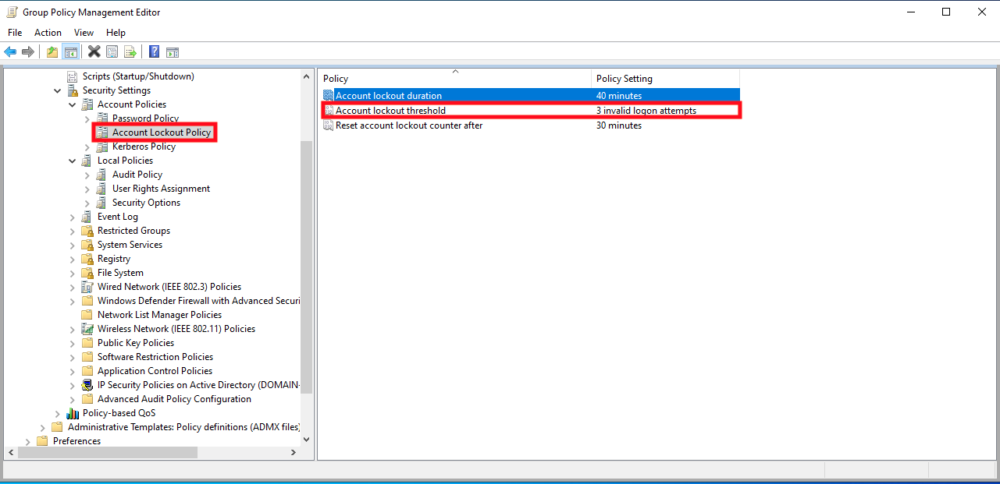 Group Policy Management Editor
File Action View Help
Scripts (Startup/Shutdown)
Security Settings
Account Policies
Password Policy
Account Lockout Policy
Kerberos Policy
Local Policies
Audit Policy
User Rights Assignment
Security Options
Event Log
Restricted Groups
System Services
Registry
File System
Wired Network (IEEE 802.3) Policies
Windows Defender Firewall with Advanced Securi
Network List Manager Policies
Wireless Network (IEEE 802.11) Policies
Public Key Policies
Software Restriction Policies
Application Control Policies
IP Security Policies on Active Directory (DOMAIN-
Advanced Audit Policy Configuration
Policy-based QoS
Administrative Templates: Policy definitions (ADMX files)
Preferences
Policy Policy Setting
Account lockout duration 40 minutes
Account lockout threshold 3 invalid logon attempts
Reset account lockout counter after 30 minutes